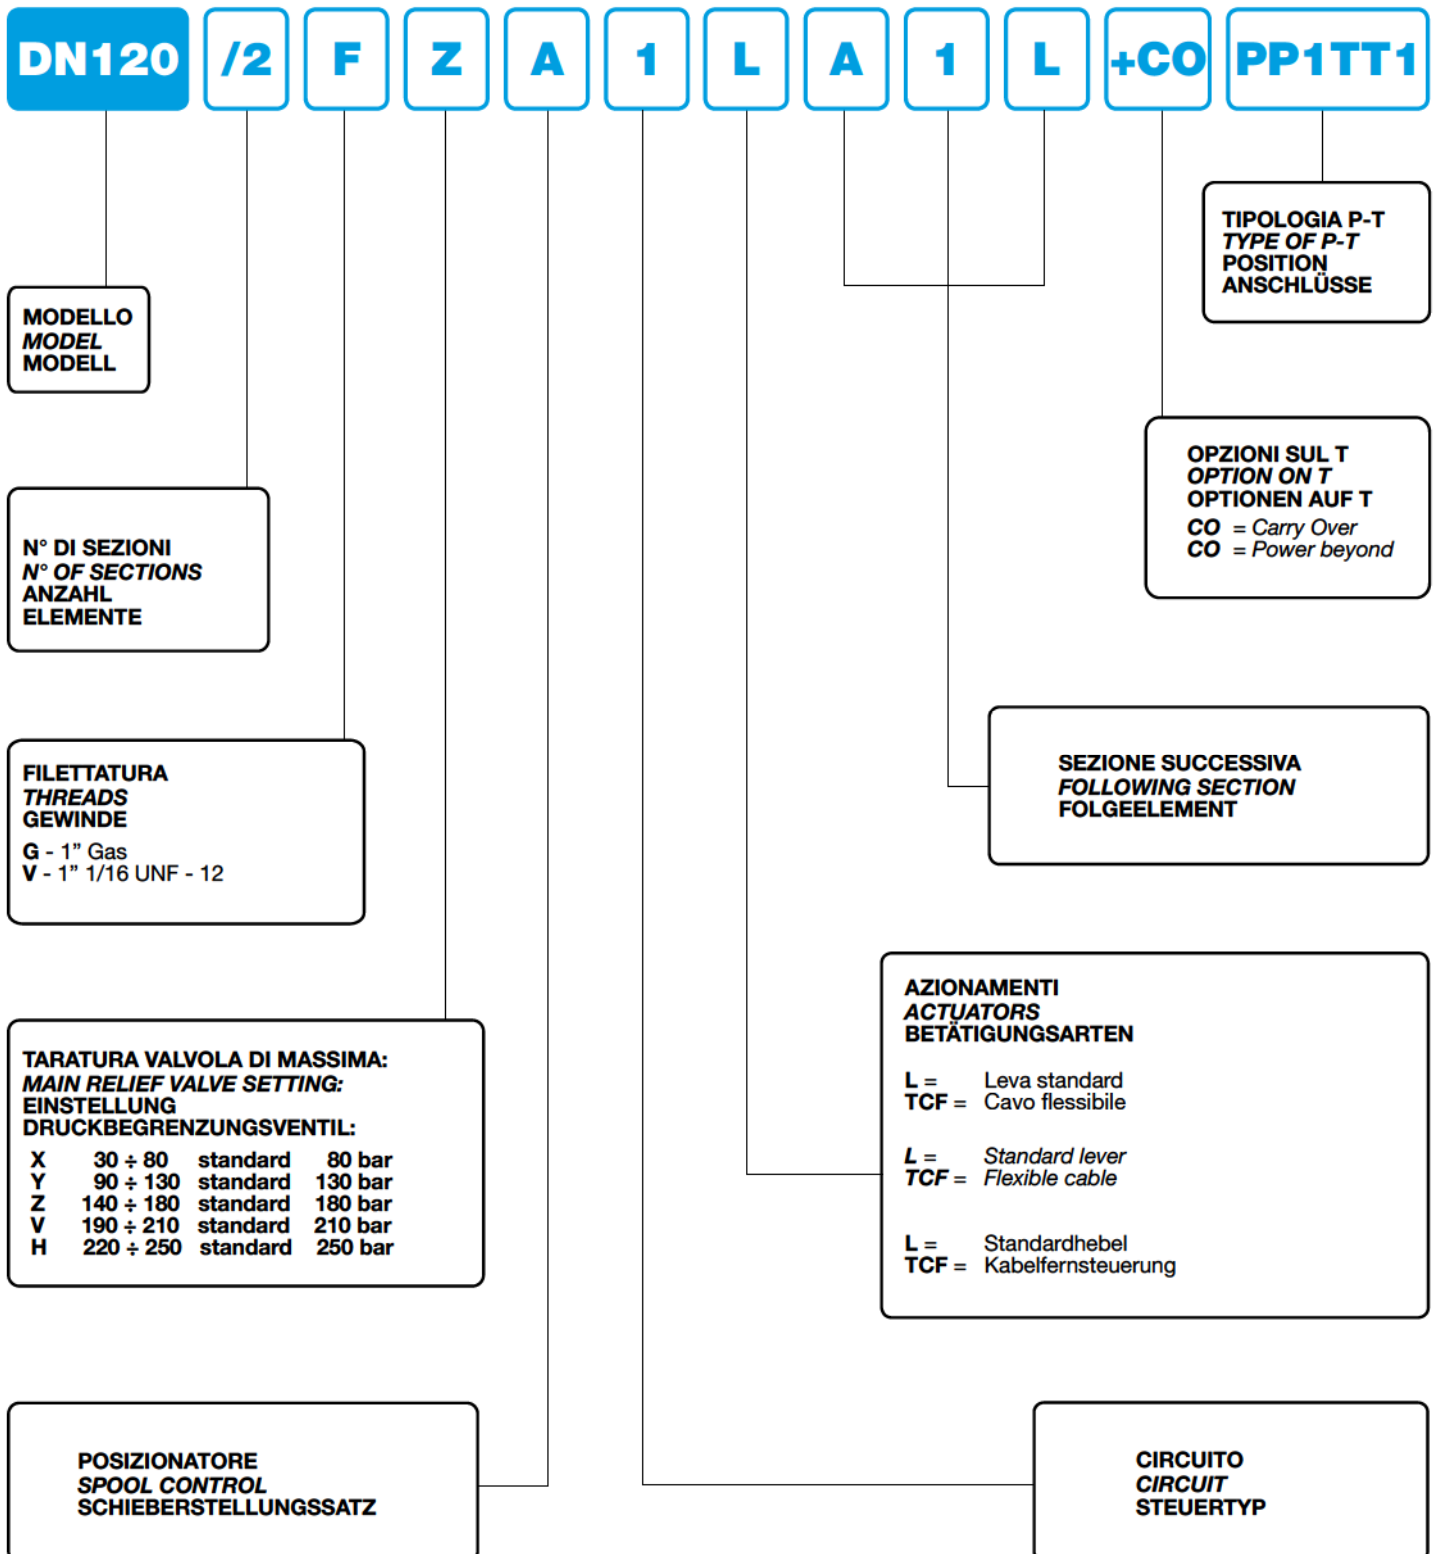 DN120 /2 F Z A 1 L A 1 L +CO PP1TT1
TIPOLOGIA P-T
TYPE OF P-T
POSITION
ANSCHLÜSSE
MODELLO
MODEL
MODELL
OPZIONI SUL T
OPTION ON T
OPTIONEN AUF T
CO = Carry Over
CO = Power beyond
N° DI SEZIONI
N° OF SECTIONS
ANZAHL
ELEMENTE
SEZIONE SUCCESSIVA
FOLLOWING SECTION
FOLGEELEMENT
FILETTATURA
THREADS
GEWINDE
G - 1” Gas
V - 1” 1/16 UNF - 12
AZIONAMENTI
ACTUATORS
BETÄTIGUNGSARTEN
L = Leva standard
TCF = Cavo flessibile
L = Standard lever
TCF = Flexible cable
L = Standardhebel
TCF = Kabelfernsteuerung
TARATURA VALVOLA DI MASSIMA:
MAIN RELIEF VALVE SETTING:
EINSTELLUNG
DRUCKBEGRENZUNGSVENTIL:
X 30 ÷ 80 standard 80 bar
Y 90 ÷ 130 standard 130 bar
Z 140 ÷ 180 standard 180 bar
V 190 ÷ 210 standard 210 bar
H 220 ÷ 250 standard 250 bar
POSIZIONATORE
SPOOL CONTROL
SCHIEBERSTELLUNGSSATZ
CIRCUITO
CIRCUIT
STEUERTYP